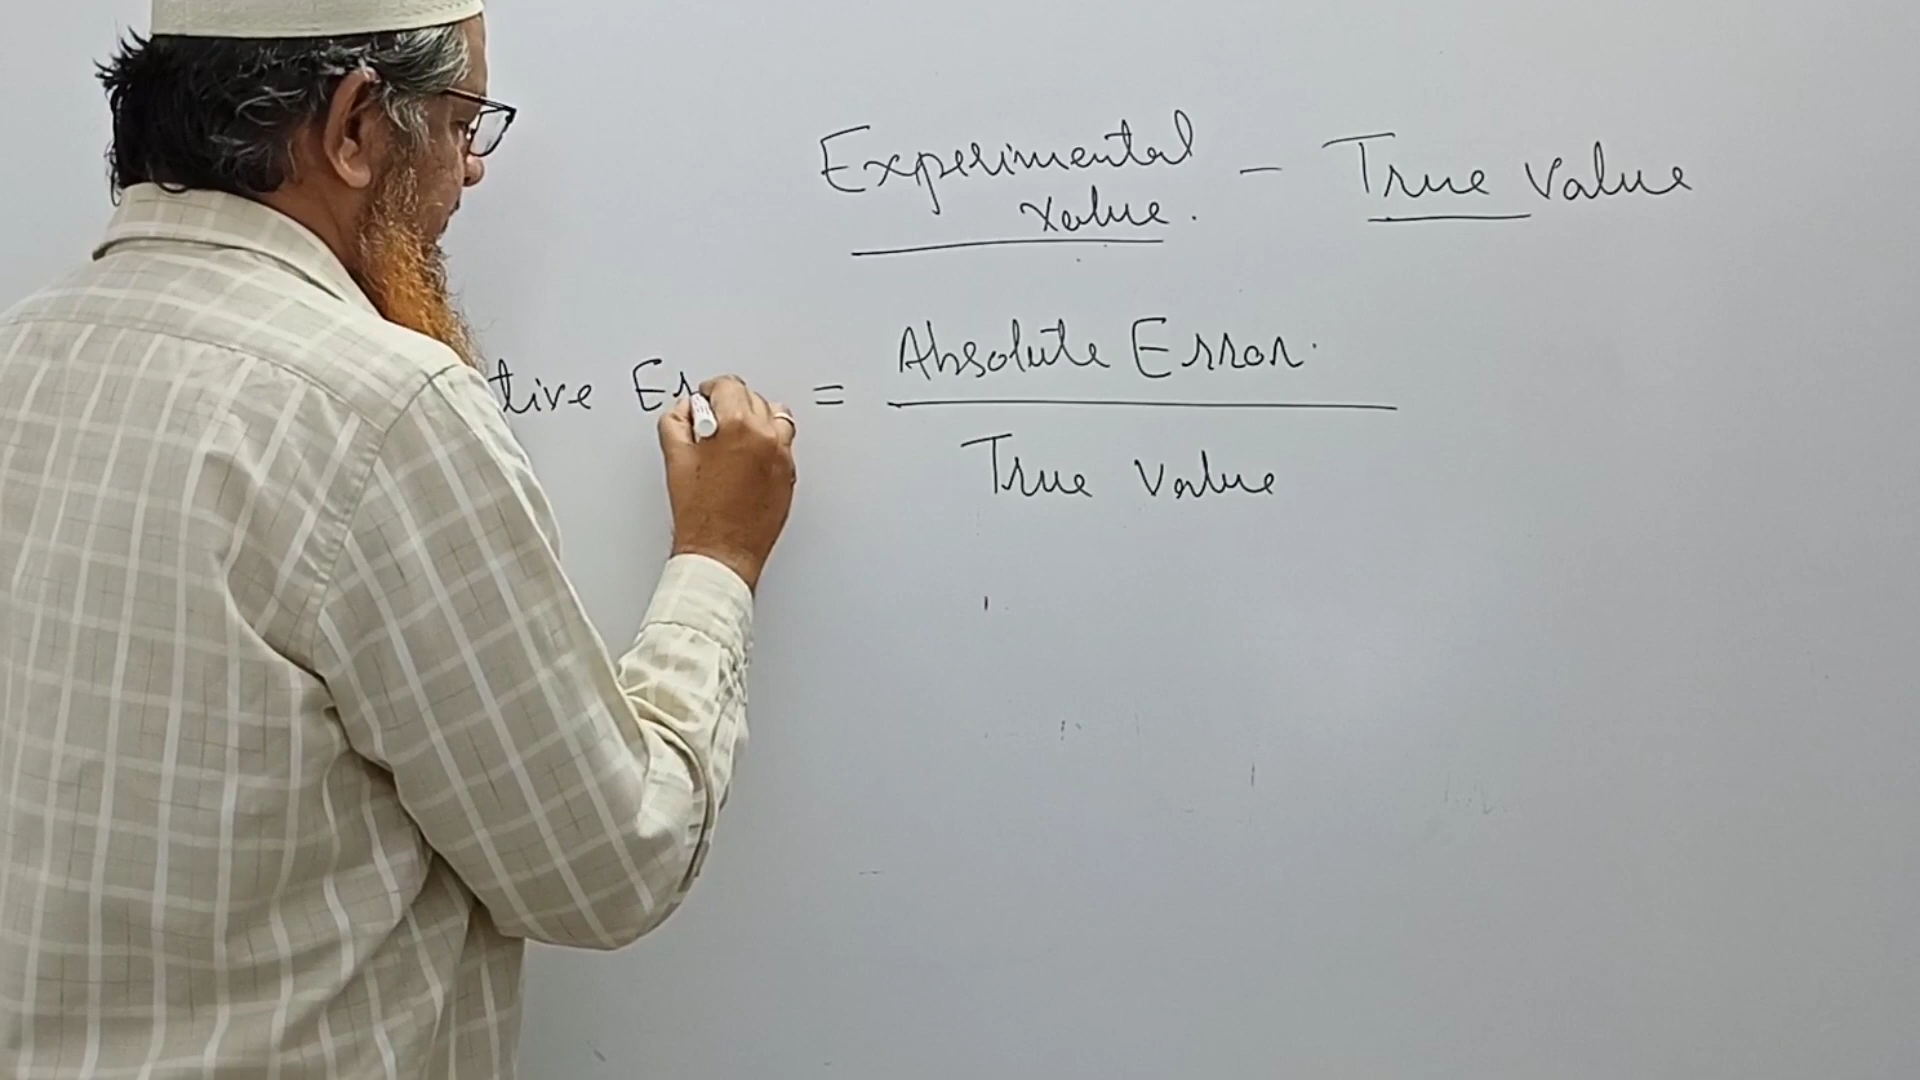 Experimental - True Value
Value.
Absolute Error.
tive Er =
True Value